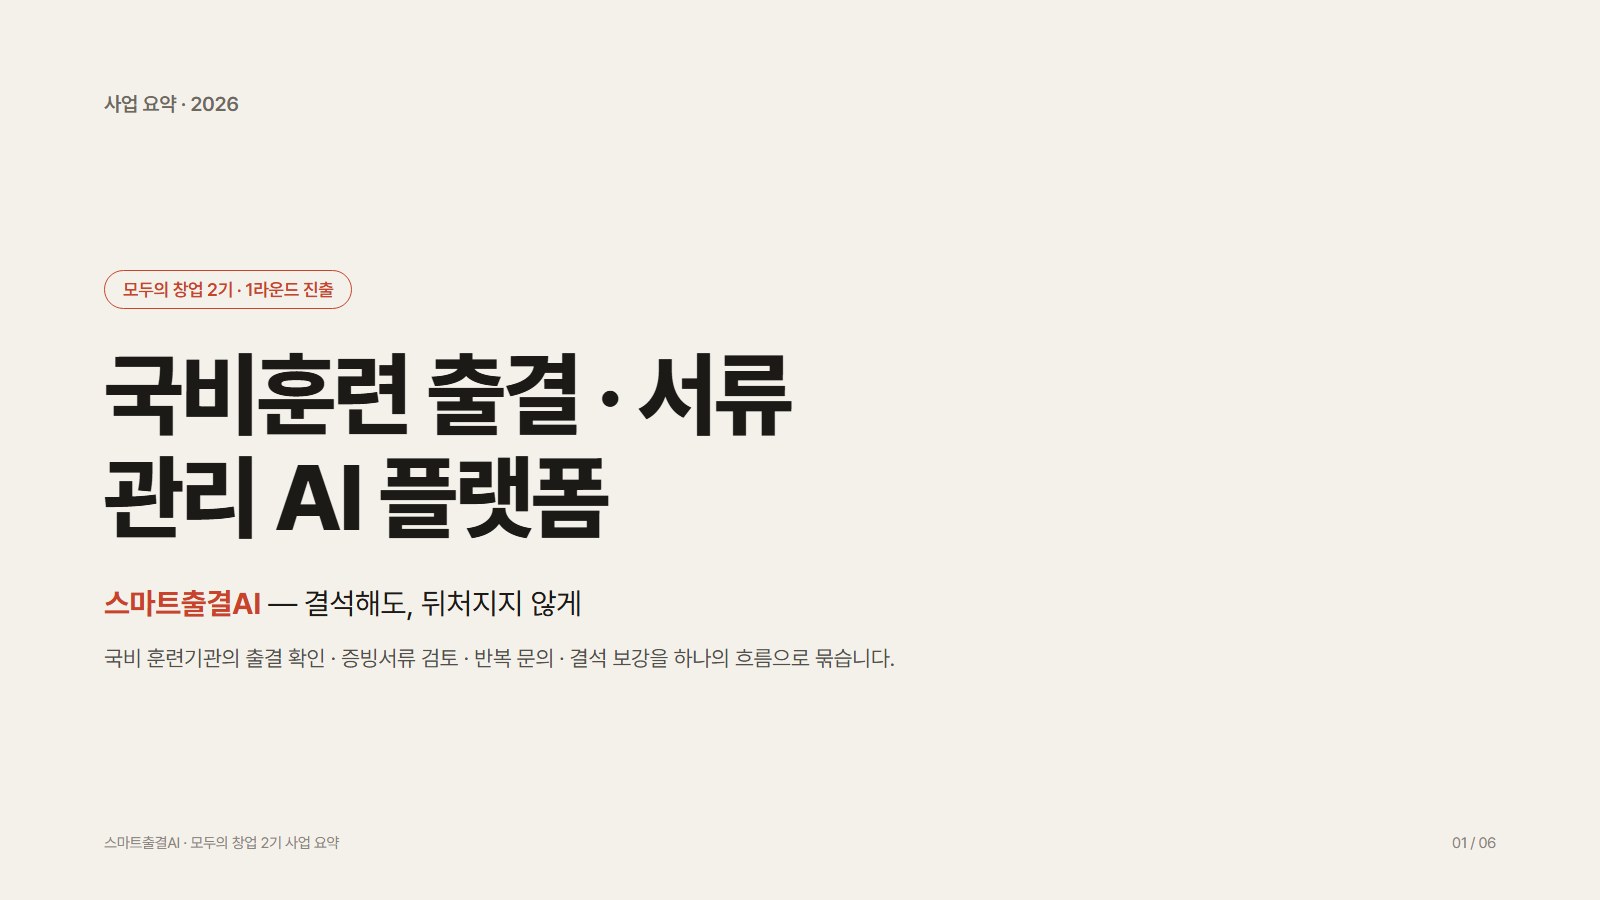 사업 요약 · 2026
모두의 창업 2기 · 1라운드 진출
국비훈련 출결 · 서류
관리 AI 플랫폼
스마트출결AI — 결석해도, 뒤처지지 않게
국비 훈련기관의 출결 확인 · 증빙서류 검토 · 반복 문의 · 결석 보강을 하나의 흐름으로 묶습니다.
스마트출결AI · 모두의 창업 2기 사업 요약
01 / 06